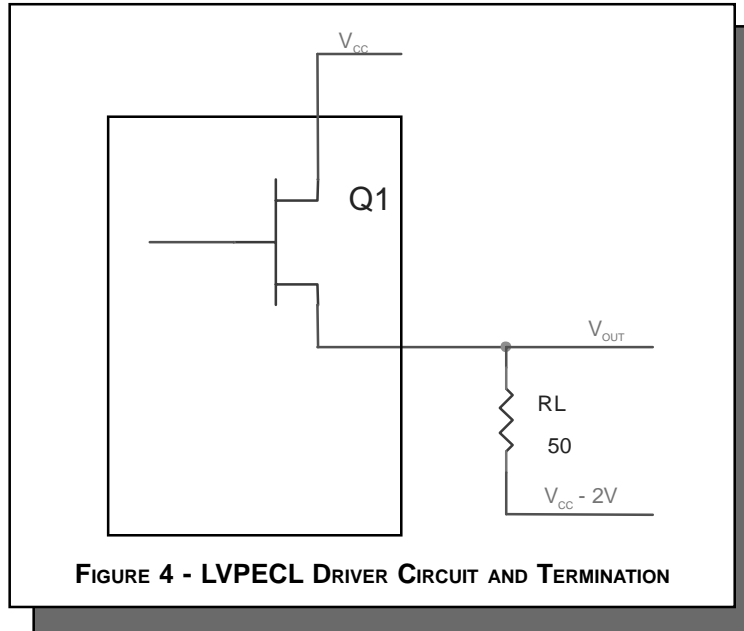 VCC
Q1
VOUT
RL
50
VCC - 2V
FIGURE 4 - LVPECL DRIVER CIRCUIT AND TERMINATION